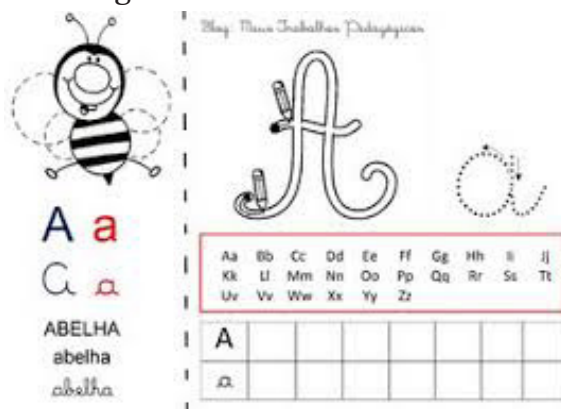 A a
a a
ABELHA
abelha
abelha
Blog: Meus Trabalhos Pedagógicos
A
a
Aa Bb Cc Dd Ee Ff Gg Hh Ii Jj
Kk Ll Mm Nn Oo Pp Qq Rr Ss Tt
Uv Vv Ww Xx Yy Zz
A
a